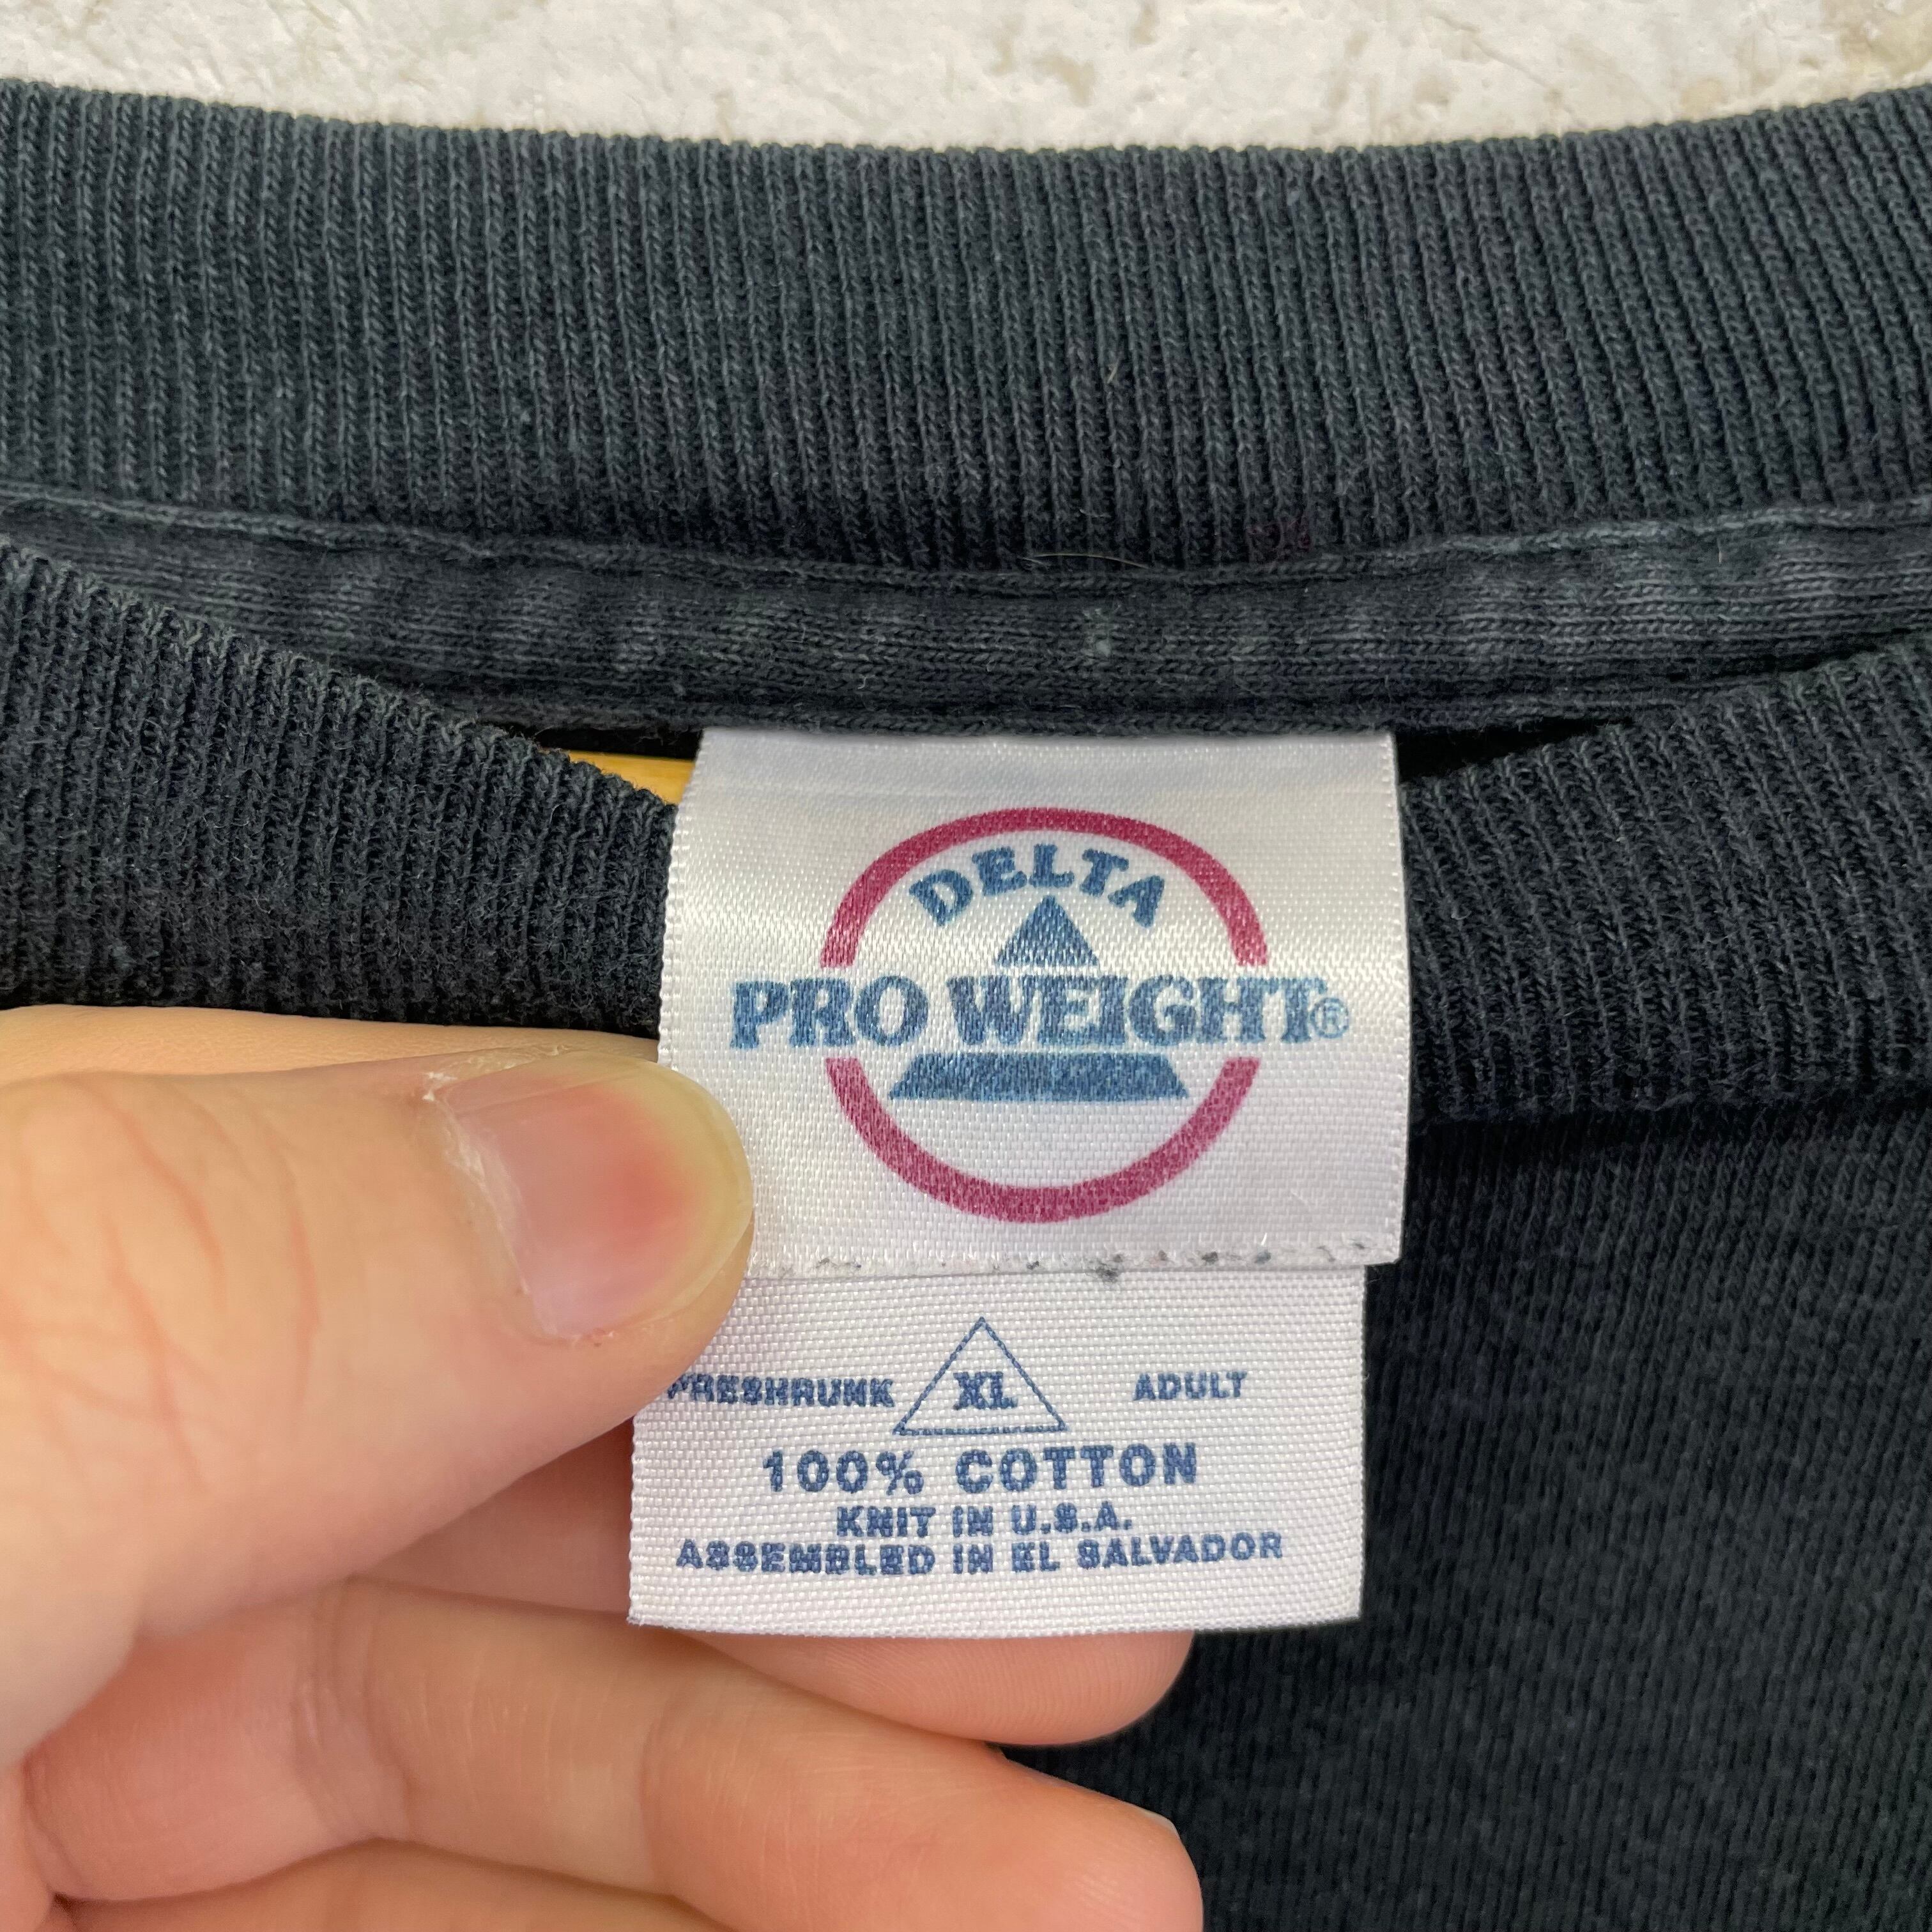 DELTA
PRO WEIGHT®
PRESHRUNK XL ADULT
100% COTTON
KNIT IN U.S.A.
ASSEMBLED IN EL SALVADOR